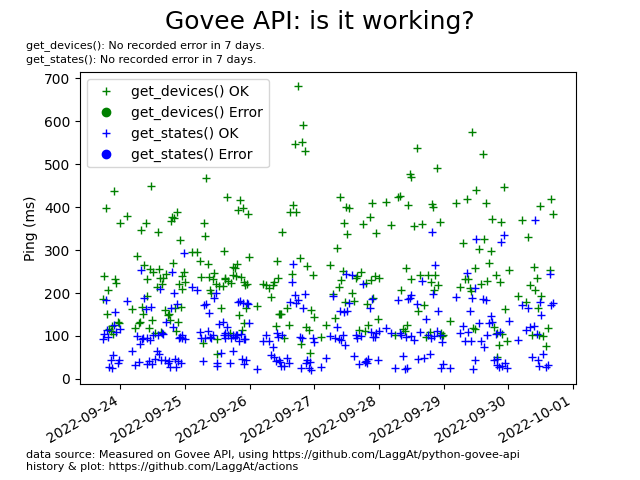 Govee API: is it working?
get_devices(): No recorded error in 7 days.
get_states(): No recorded error in 7 days.
get_devices() OK
get_devices() Error
get_states() OK
get_states() Error
Ping (ms)
700
600
500
400
300
200
100
0
2022-09-24
2022-09-25
2022-09-26
2022-09-27
2022-09-28
2022-09-29
2022-09-30
2022-10-01
data source: Measured on Govee API, using https://github.com/LaggAt/python-govee-api
history & plot: https://github.com/LaggAt/actions